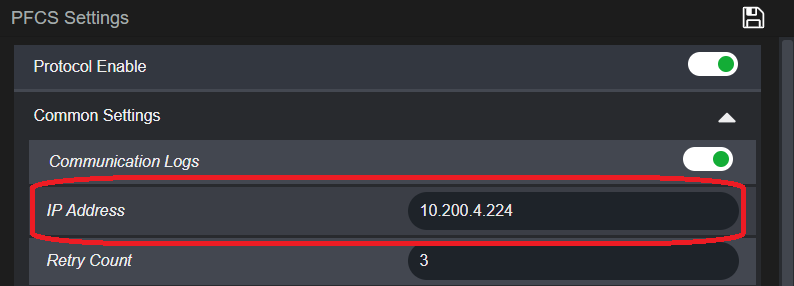 PFCS Settings
Protocol Enable
Common Settings
Communication Logs
IP Address 10.200.4.224
Retry Count 3